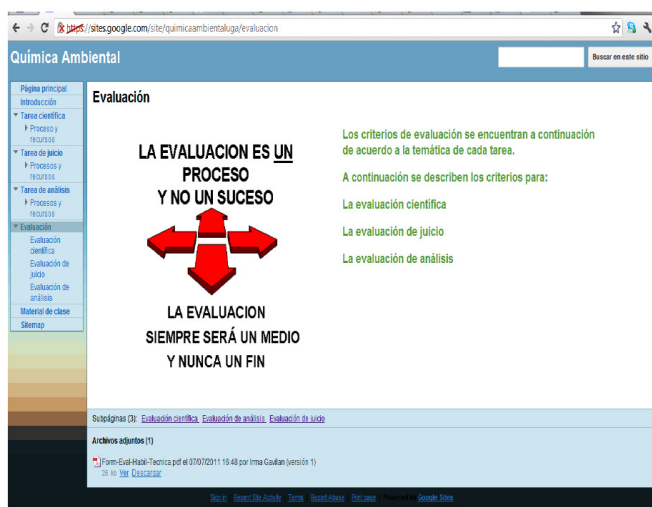 https://sites.google.com/site/quimicaambientaluga/evaluacion
Química Ambiental
Buscar en este sitio
Página principal
Introducción
Tarea científica
Proceso y
recursos
Tarea de juicio
Procesos y
recursos
Tarea de análisis
Procesos y
recursos
Evaluación
Evaluación
científica
Evaluación de
juicio
Evaluación de
análisis
Material de clase
Sitemap
Evaluación
LA EVALUACION ES UN
PROCESO
Y NO UN SUCESO
LA EVALUACION
SIEMPRE SERÁ UN MEDIO
Y NUNCA UN FIN
Los criterios de evaluación se encuentran a continuación
de acuerdo a la temática de cada tarea.
A continuación se describen los criterios para:
La evaluación científica
La evaluación de juicio
La evaluación de análisis
Subpáginas (3): Evaluación científica Evaluación de análisis Evaluación de juicio
Archivos adjuntos (1)
Form-Eval-Habil-Tecnica.pdf el 07/07/2011 16:48 por Irma Gavilan (versión 1)
26 kb Ver Descargar
Sign in Recent Site Activity Terms Report Abuse Print page | Powered by Google Sites